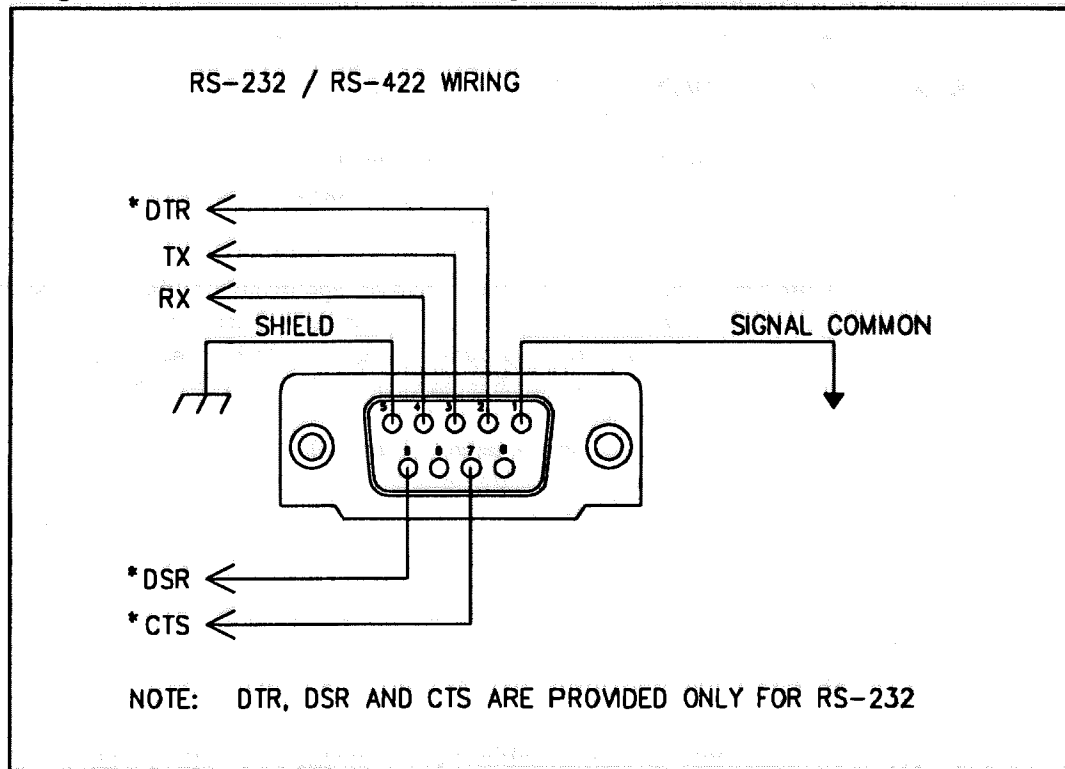 RS-232 / RS-422 WIRING
*DTR
TX
RX
SHIELD
SIGNAL COMMON
5 4 3 2 1
7
*DSR
*CTS
NOTE: DTR, DSR AND CTS ARE PROVIDED ONLY FOR RS-232